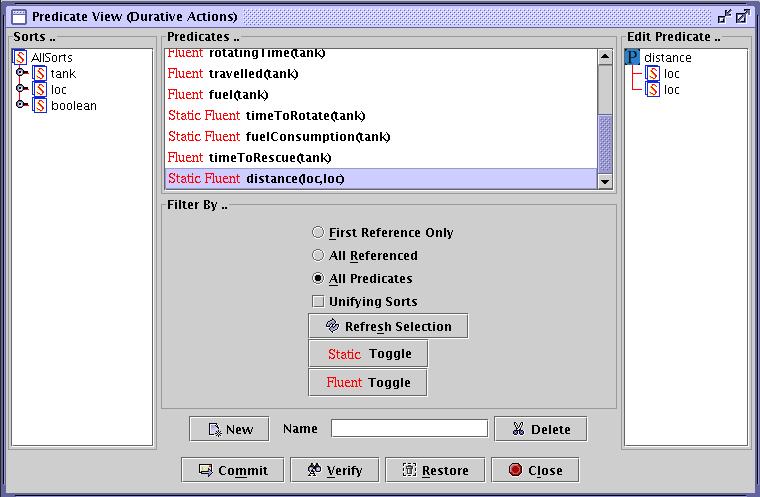 Predicate View (Durative Actions)
Sorts ..
AllSorts
tank
loc
boolean
Predicates ..
Fluent rotatingTime(tank)
Fluent travelled(tank)
Fluent fuel(tank)
Static Fluent timeToRotate(tank)
Static Fluent fuelConsumption(tank)
Fluent timeToRescue(tank)
Static Fluent distance(loc,loc)
Filter By ..
First Reference Only
All Referenced
All Predicates
Unifying Sorts
Refresh Selection
Static Toggle
Fluent Toggle
New Name Delete
Commit Verify Restore Close
Edit Predicate ..
P distance
loc
loc